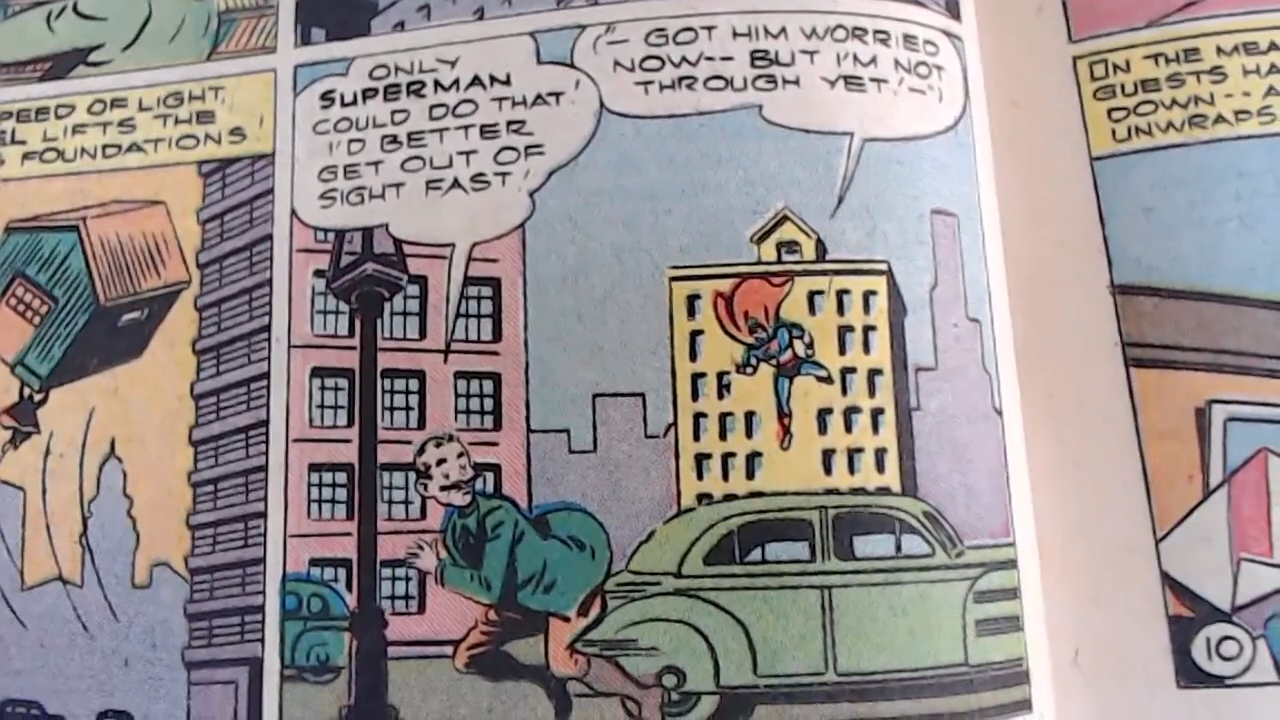 PEED OF LIGHT,
EL LIFTS THE
FOUNDATIONS!
ONLY
SUPERMAN
COULD DO THAT!
I'D BETTER
GET OUT OF
SIGHT FAST!
("— GOT HIM WORRIED
NOW-- BUT I'M NOT
THROUGH YET!—")
ON THE MEA
GUESTS HA
DOWN -- A
UNWRAPS
10